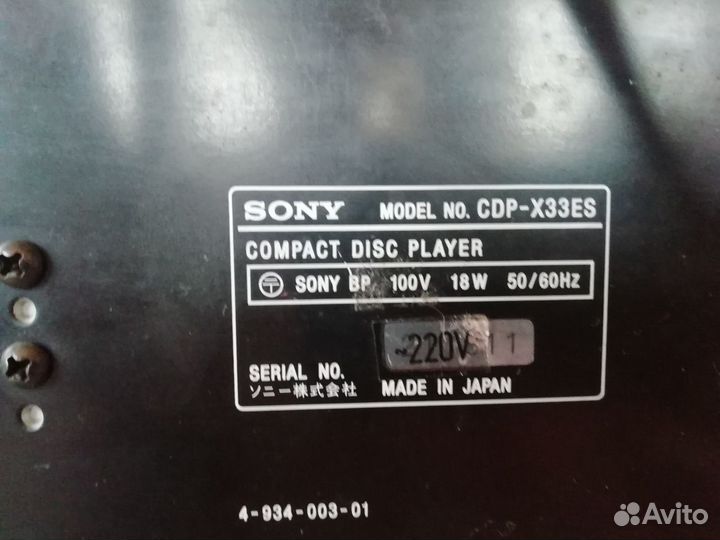 SONY MODEL NO. CDP-X33ES
COMPACT DISC PLAYER
SONY BP 100V 18W 50/60HZ
~220V 11
SERIAL NO.
ソニー株式会社 MADE IN JAPAN
4-934-003-01
Avito